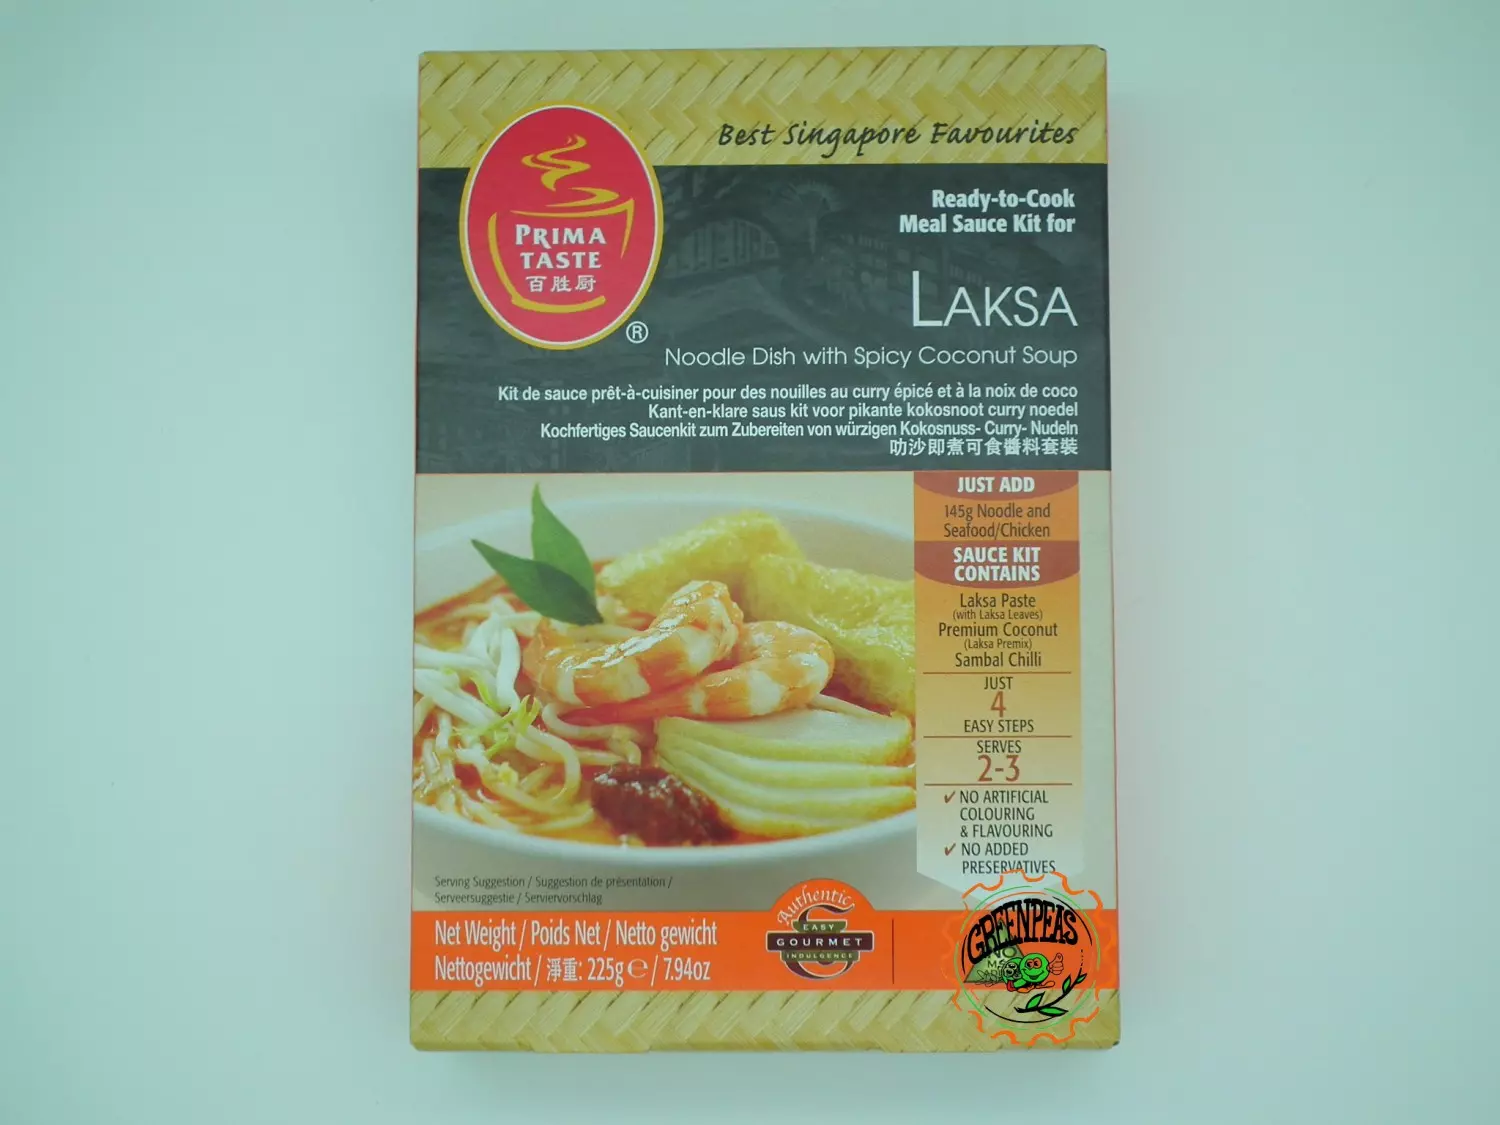 Best Singapore Favourites
PRIMA
TASTE
百胜厨
®
Ready-to-Cook
Meal Sauce Kit for
LAKSA
Noodle Dish with Spicy Coconut Soup
Kit de sauce prêt-à-cuisiner pour des nouilles au curry épicé et à la noix de coco
Kant-en-klare saus kit voor pikante kokosnoot curry noedel
Kochfertiges Saucenkit zum Zubereiten von würzigen Kokosnuss- Curry- Nudeln
叻沙即煮可食醬料套裝
JUST ADD
145g Noodle and
Seafood/Chicken
SAUCE KIT
CONTAINS
Laksa Paste
(with Laksa Leaves)
Premium Coconut
(Laksa Premix)
Sambal Chilli
JUST
4
EASY STEPS
SERVES
2-3
✓ NO ARTIFICIAL
COLOURING
& FLAVOURING
✓ NO ADDED
PRESERVATIVES
Serving Suggestion / Suggestion de présentation /
Serveersuggestie / Serviervorschlag
Net Weight / Poids Net / Netto gewicht
Nettogewicht / 淨重: 225g ℮ / 7.94oz
Authentic
EASY
GOURMET
INDULGENCE
GREENPEAS
NO